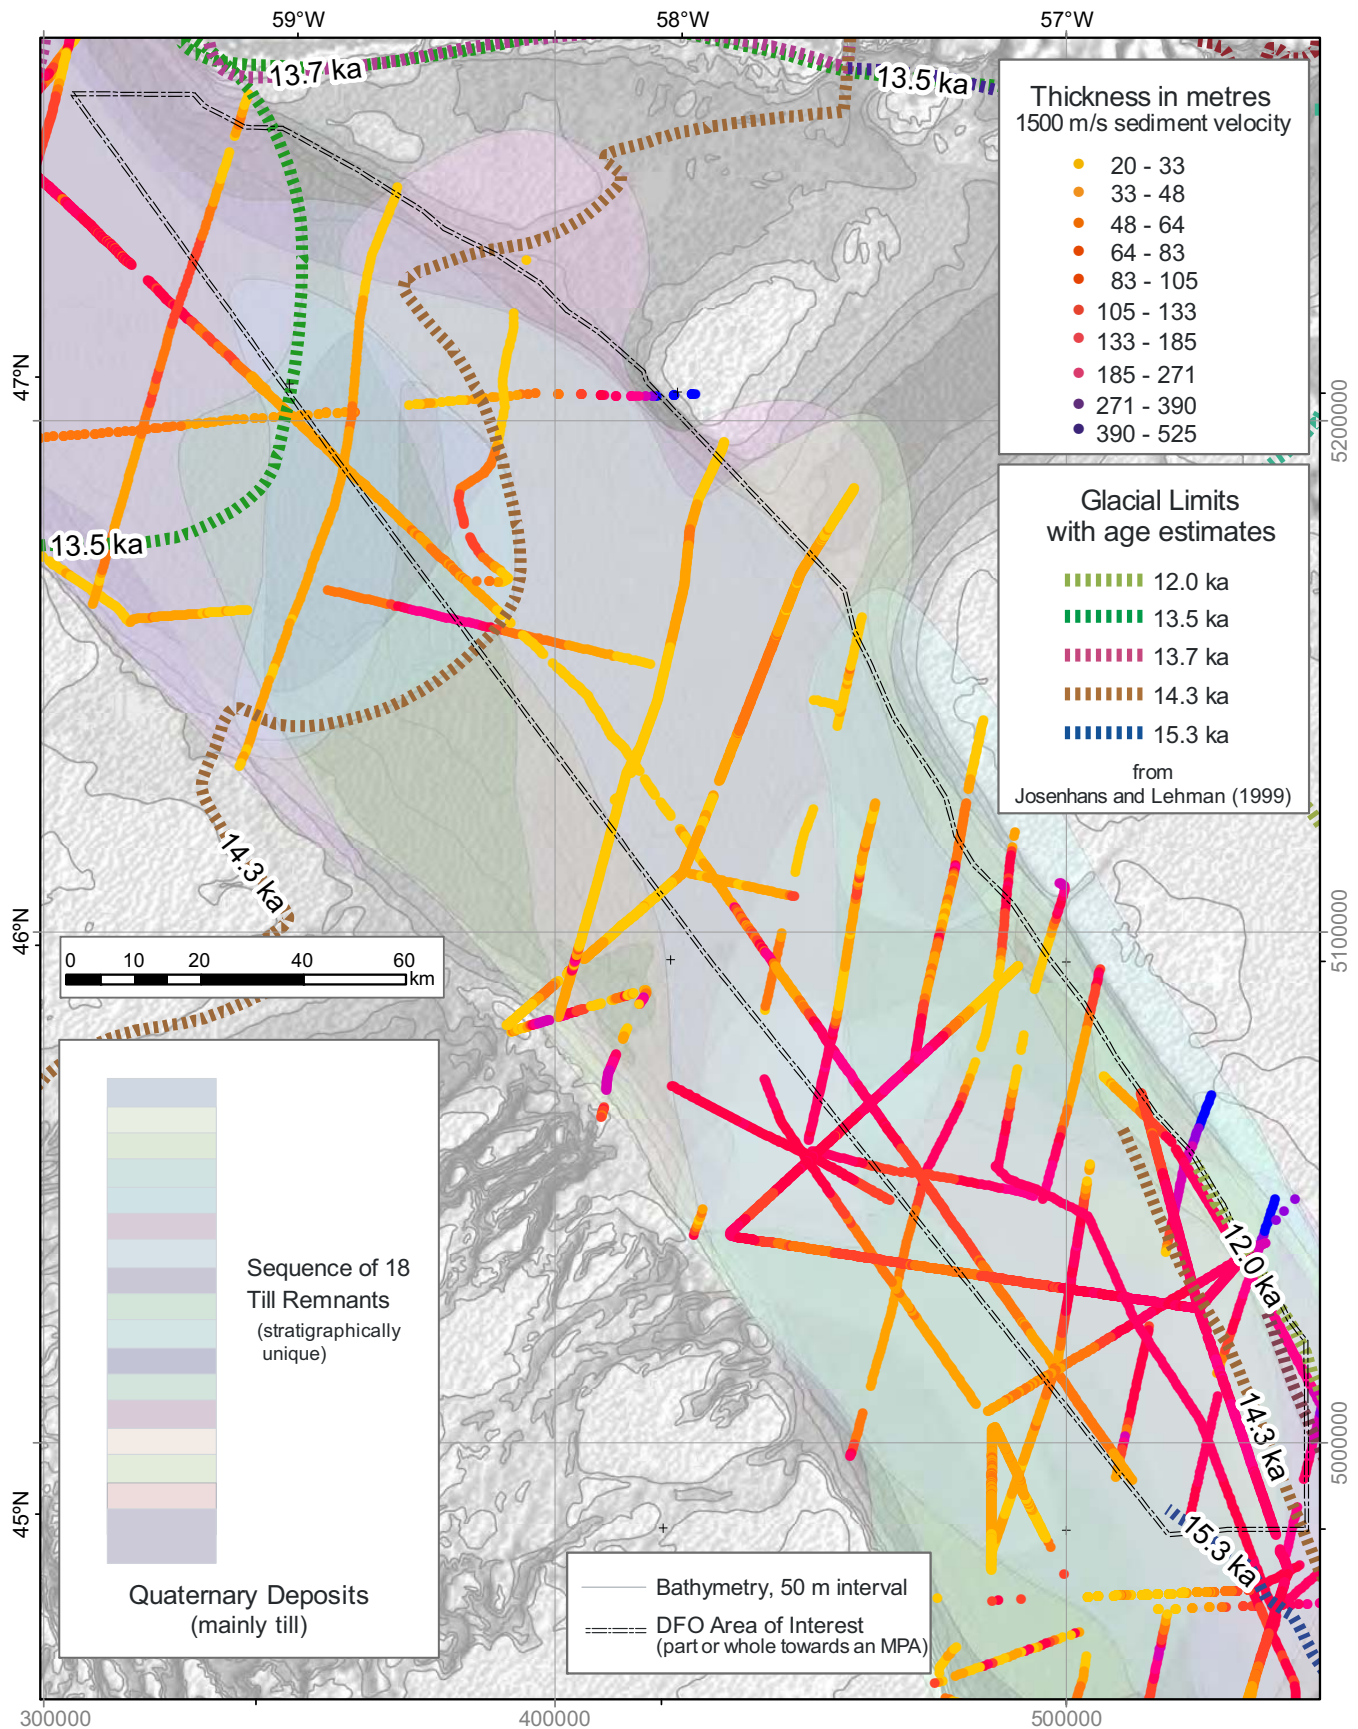 59°W
58°W
57°W
13.7 ka
13.5 ka
Thickness in metres
1500 m/s sediment velocity
20 - 33
33 - 48
48 - 64
64 - 83
83 - 105
105 - 133
133 - 185
185 - 271
271 - 390
390 - 525
47°N
5200000
Glacial Limits
with age estimates
12.0 ka
13.5 ka
13.7 ka
14.3 ka
15.3 ka
from
Josenhans and Lehman (1999)
13.5 ka
14.3 ka
46°N
5100000
0 10 20 40 60
km
Sequence of 18
Till Remnants
(stratigraphically
unique)
Quaternary Deposits
(mainly till)
12.0 ka
14.3 ka
5000000
45°N
15.3 ka
Bathymetry, 50 m interval
DFO Area of Interest
(part or whole towards an MPA)
300000
400000
500000